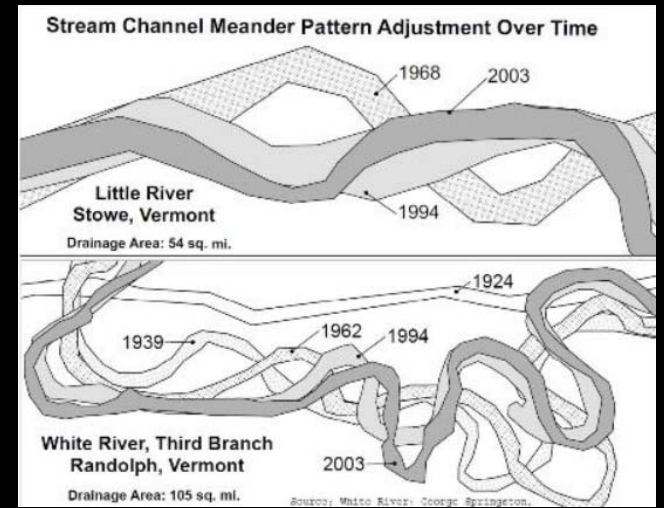 Stream Channel Meander Pattern Adjustment Over Time
1968
2003
1994
Little River
Stowe, Vermont
Drainage Area: 54 sq. mi.
1924
1939
1962
1994
2003
White River, Third Branch
Randolph, Vermont
Drainage Area: 105 sq. mi.
Source: White River: George Springston.